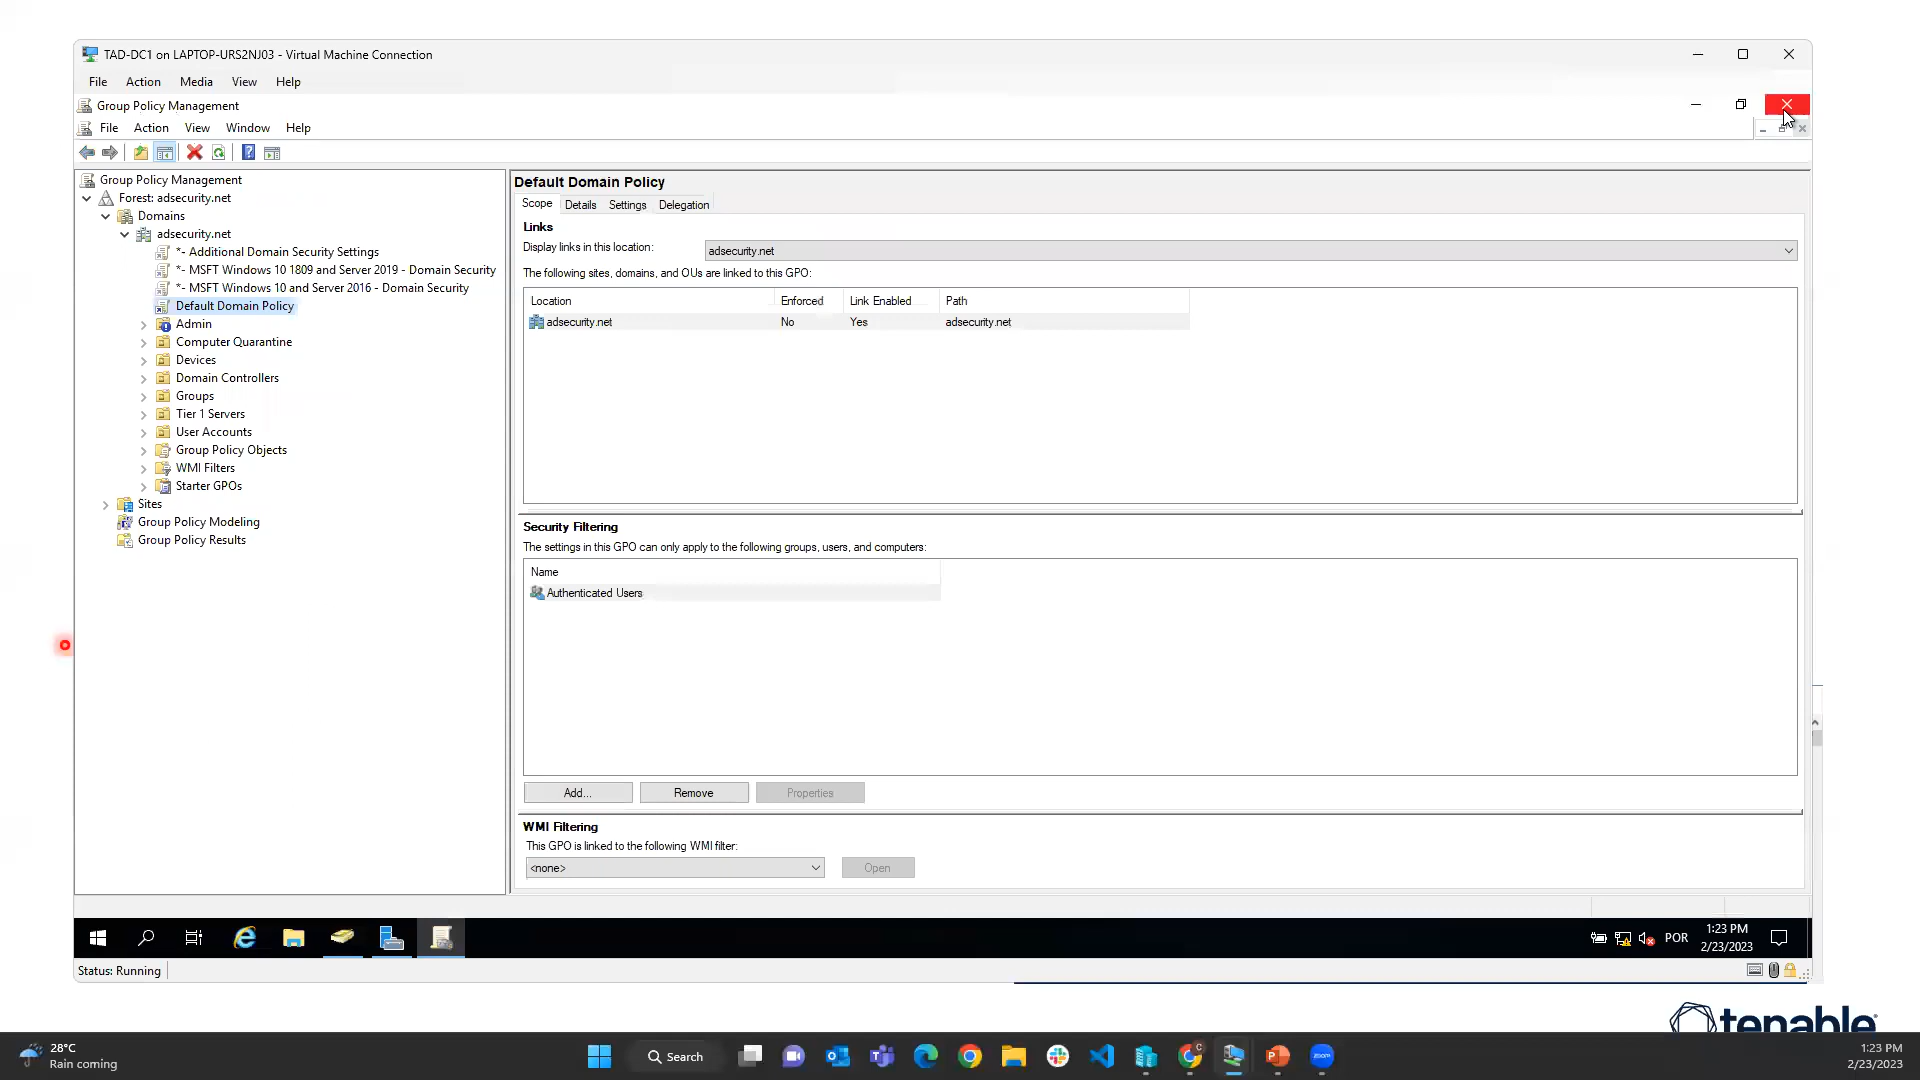 TAD-DC1 on LAPTOP-URS2NJ03 - Virtual Machine Connection
File Action Media View Help
Group Policy Management
File Action View Window Help
Group Policy Management
Forest: adsecurity.net
Domains
adsecurity.net
*- Additional Domain Security Settings
*- MSFT Windows 10 1809 and Server 2019 - Domain Security
*- MSFT Windows 10 and Server 2016 - Domain Security
Default Domain Policy
Admin
Computer Quarantine
Devices
Domain Controllers
Groups
Tier 1 Servers
User Accounts
Group Policy Objects
WMI Filters
Starter GPOs
Sites
Group Policy Modeling
Group Policy Results
Default Domain Policy
Scope Details Settings Delegation
Links
Display links in this location: adsecurity.net
The following sites, domains, and OUs are linked to this GPO:
Location Enforced Link Enabled Path
adsecurity.net No Yes adsecurity.net
Security Filtering
The settings in this GPO can only apply to the following groups, users, and computers:
Name
Authenticated Users
Add... Remove Properties
WMI Filtering
This GPO is linked to the following WMI filter:
<none> Open
POR 1:23 PM
2/23/2023
Status: Running
tenable
28°C
Rain coming
Search
zoom
1:23 PM
2/23/2023